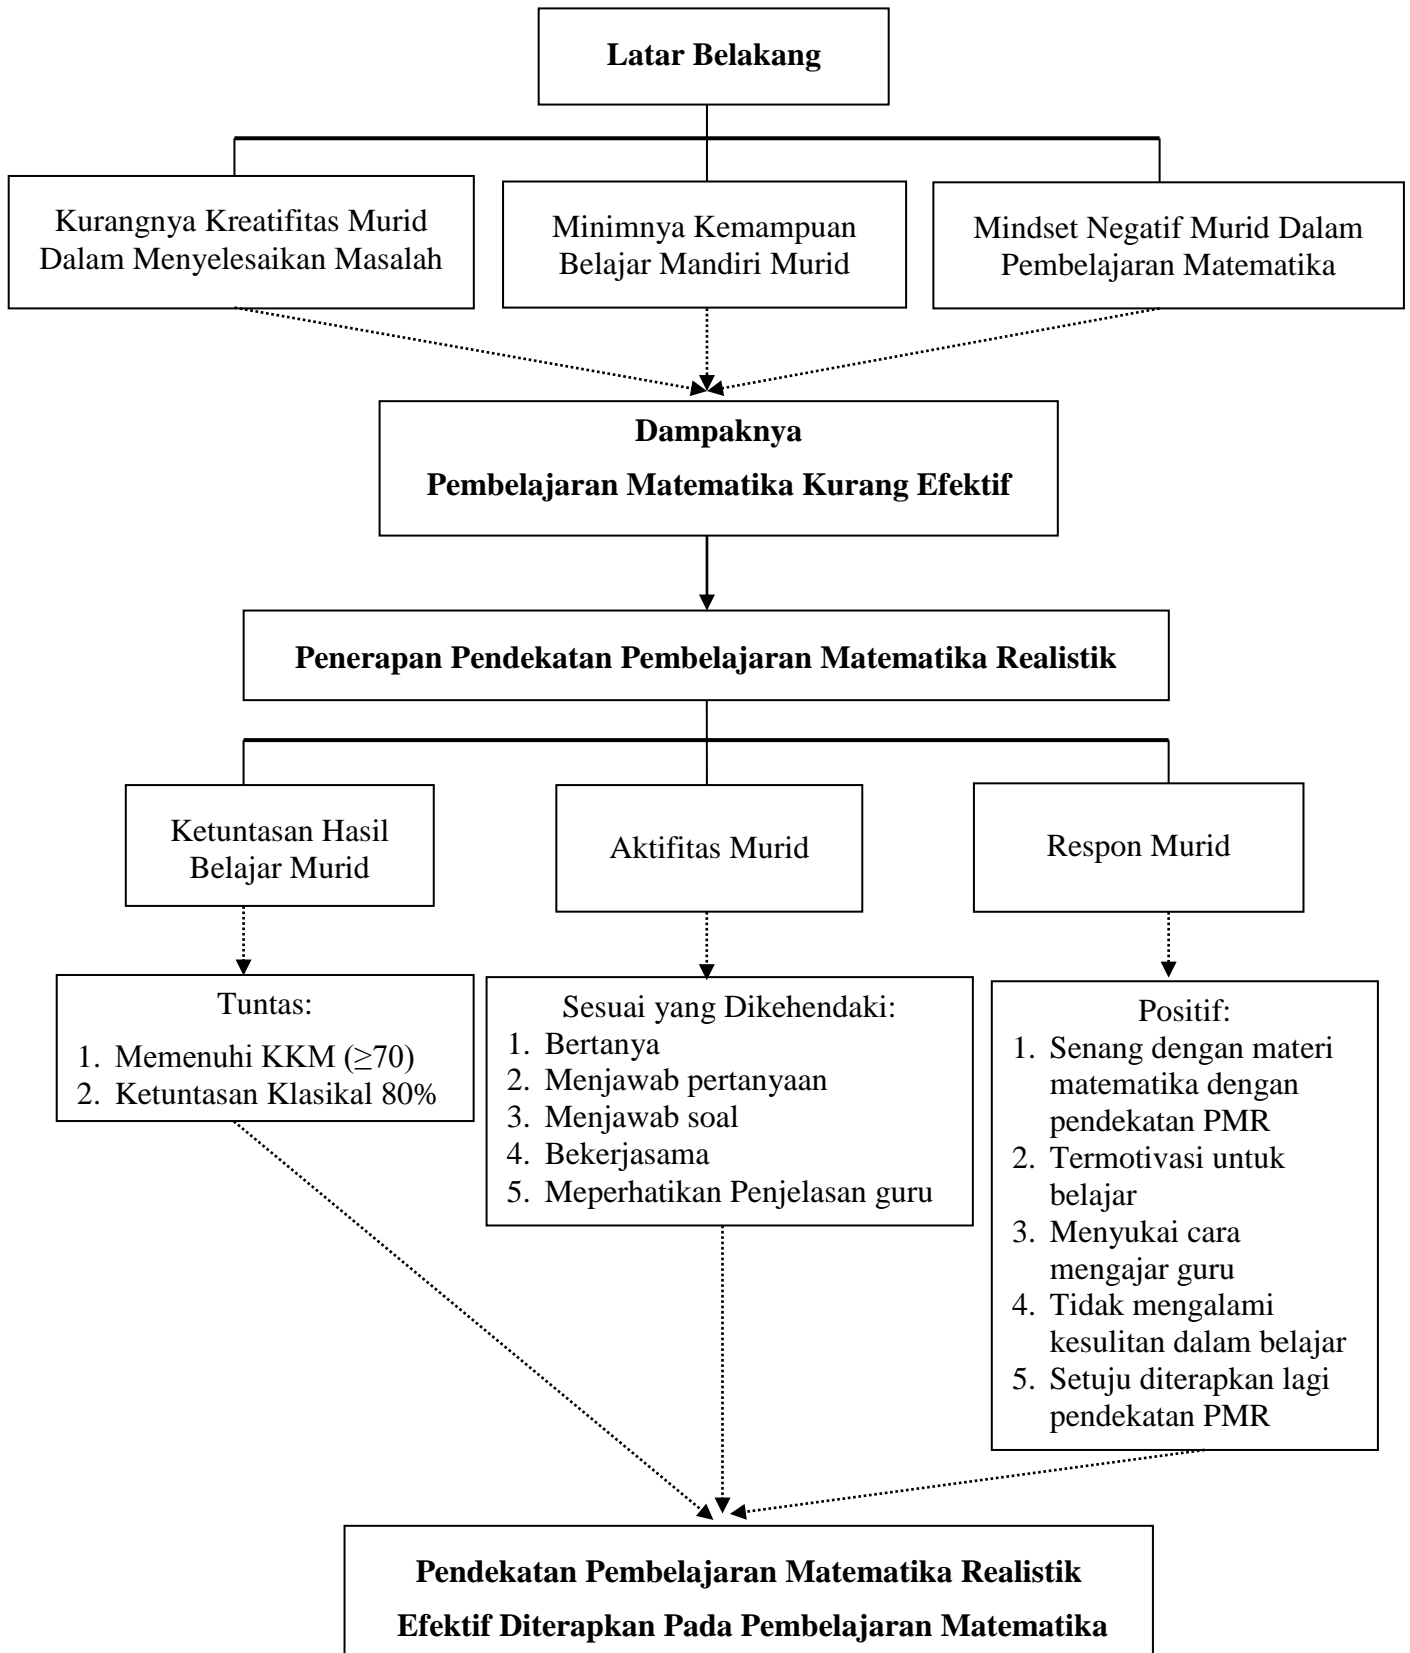 Latar Belakang
Kurangnya Kreatifitas Murid
Dalam Menyelesaikan Masalah
Minimnya Kemampuan
Belajar Mandiri Murid
Mindset Negatif Murid Dalam
Pembelajaran Matematika
Dampaknya
Pembelajaran Matematika Kurang Efektif
Penerapan Pendekatan Pembelajaran Matematika Realistik
Ketuntasan Hasil
Belajar Murid
Aktifitas Murid
Respon Murid
Tuntas:
1. Memenuhi KKM (≥70)
2. Ketuntasan Klasikal 80%
Sesuai yang Dikehendaki:
1. Bertanya
2. Menjawab pertanyaan
3. Menjawab soal
4. Bekerjasama
5. Meperhatikan Penjelasan guru
Positif:
1. Senang dengan materi
matematika dengan
pendekatan PMR
2. Termotivasi untuk
belajar
3. Menyukai cara
mengajar guru
4. Tidak mengalami
kesulitan dalam belajar
5. Setuju diterapkan lagi
pendekatan PMR
Pendekatan Pembelajaran Matematika Realistik
Efektif Diterapkan Pada Pembelajaran Matematika